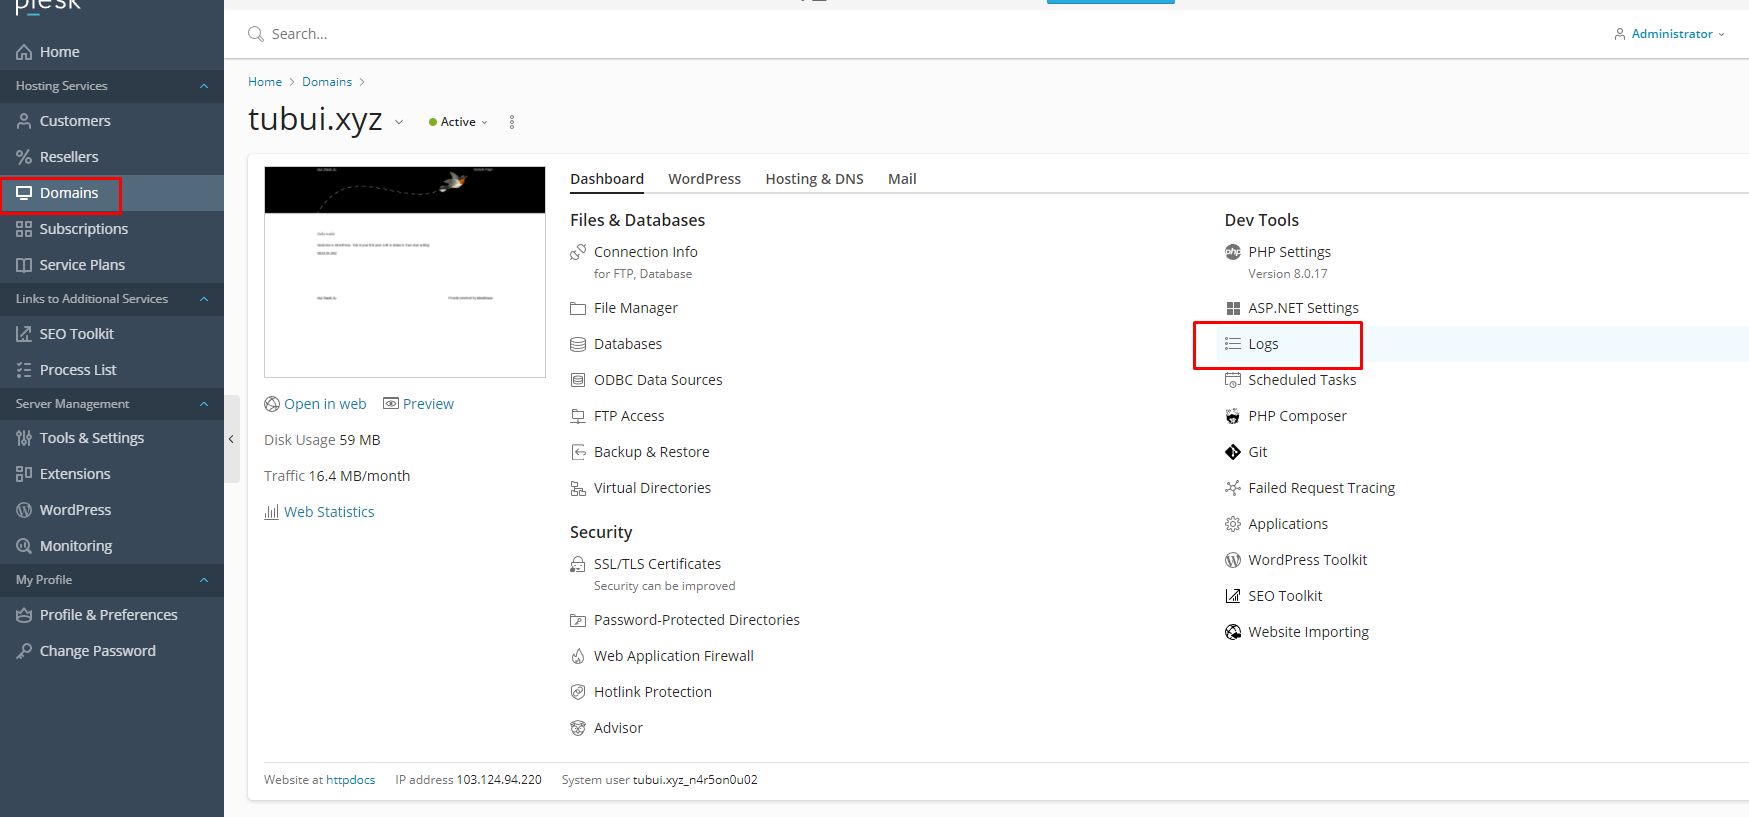 plesk
Home
Hosting Services
Customers
Resellers
Domains
Subscriptions
Service Plans
Links to Additional Services
SEO Toolkit
Process List
Server Management
Tools & Settings
Extensions
WordPress
Monitoring
My Profile
Profile & Preferences
Change Password
Search...
Administrator
Home > Domains >
tubui.xyz
Active
Open in web
Preview
Disk Usage 59 MB
Traffic 16.4 MB/month
Web Statistics
Dashboard
WordPress
Hosting & DNS
Mail
Files & Databases
Connection Info
for FTP, Database
File Manager
Databases
ODBC Data Sources
FTP Access
Backup & Restore
Virtual Directories
Security
SSL/TLS Certificates
Security can be improved
Password-Protected Directories
Web Application Firewall
Hotlink Protection
Advisor
Dev Tools
php
PHP Settings
Version 8.0.17
ASP.NET Settings
Logs
Scheduled Tasks
PHP Composer
Git
Failed Request Tracing
Applications
WordPress Toolkit
SEO Toolkit
Website Importing
Website at httpdocs
IP address 103.124.94.220
System user tubui.xyz_n4r5on0u02